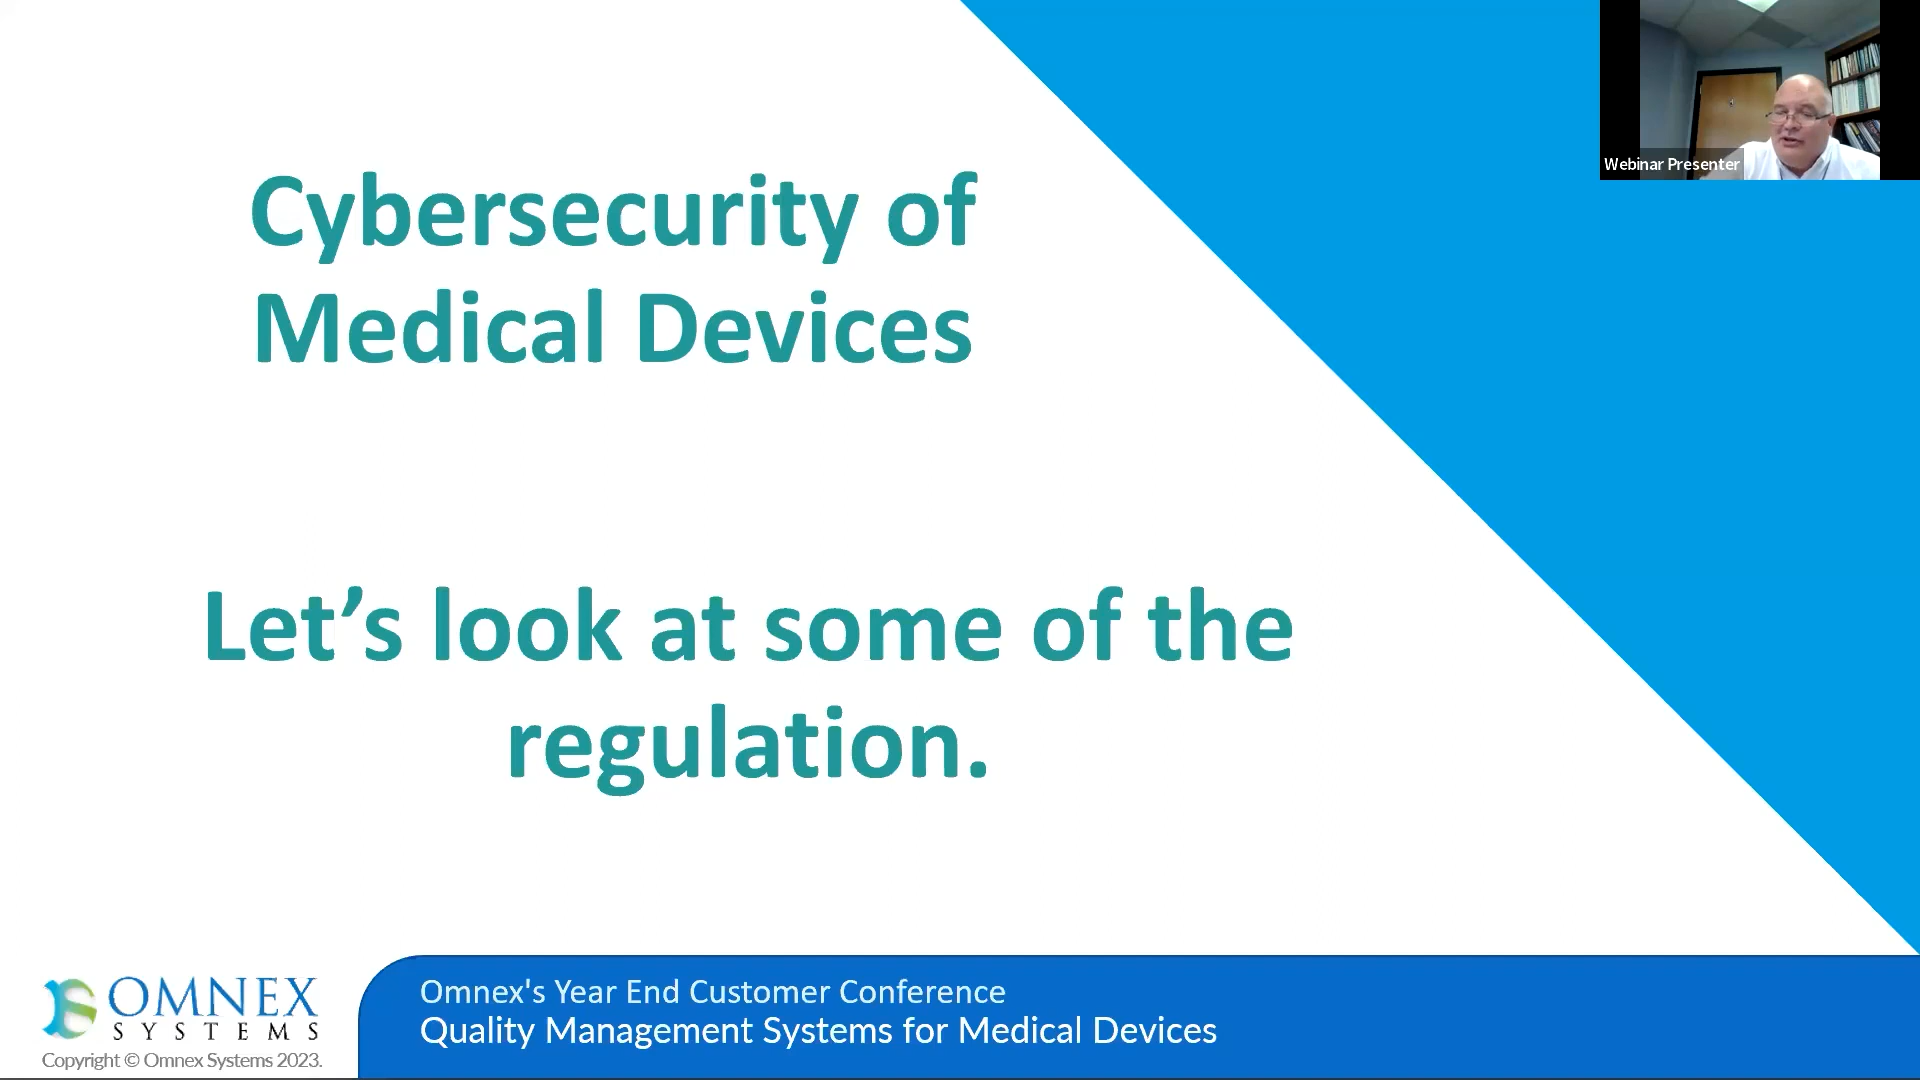 Webinar Presenter
Cybersecurity of
Medical Devices
Let’s look at some of the
regulation.
OMNEX
SYSTEMS
Copyright © Omnex Systems 2023.
Omnex's Year End Customer Conference
Quality Management Systems for Medical Devices